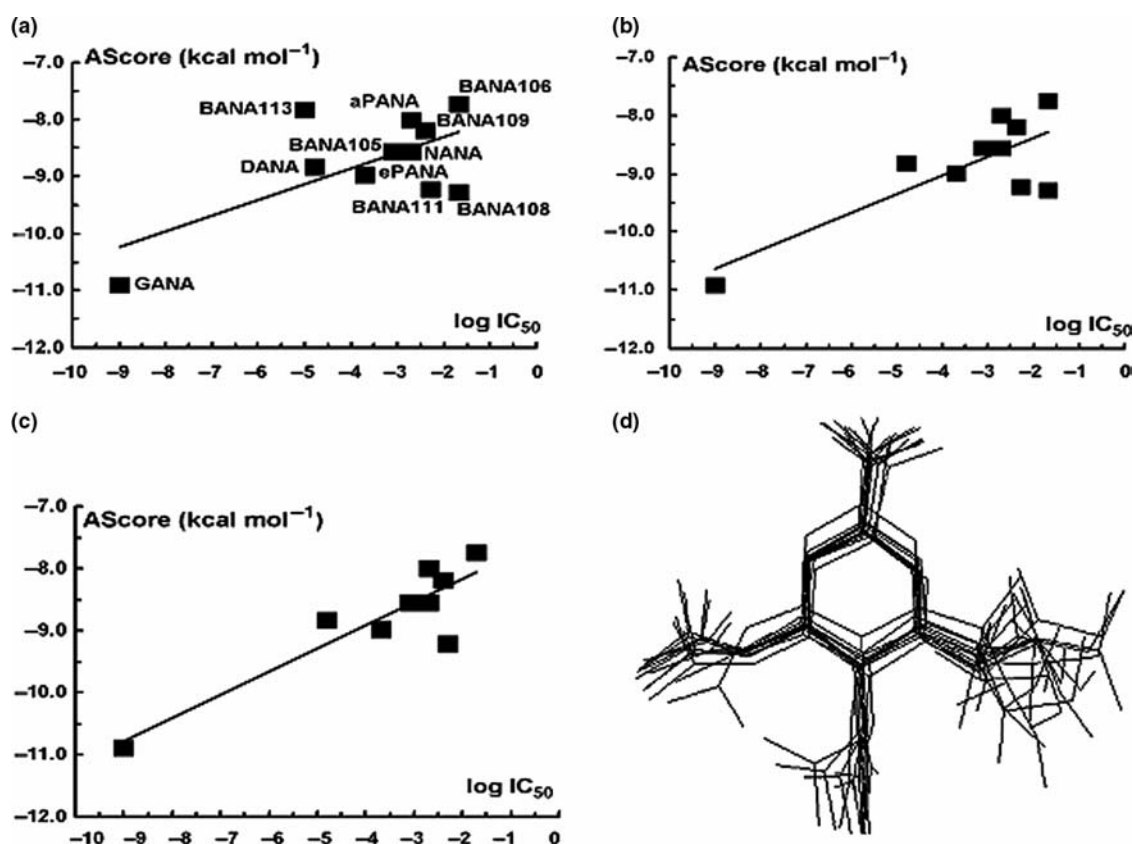 (a)
AScore (kcal mol⁻¹)
–7.0
–8.0
–9.0
–10.0
–11.0
–12.0
BANA106
aPANA
BANA113
BANA109
BANA105
NANA
DANA
ePANA
BANA111
BANA108
GANA
log IC₅₀
–10 –9 –8 –7 –6 –5 –4 –3 –2 –1 0
(b)
AScore (kcal mol⁻¹)
–7.0
–8.0
–9.0
–10.0
–11.0
–12.0
log IC₅₀
–10 –9 –8 –7 –6 –5 –4 –3 –2 –1 0
(c)
AScore (kcal mol⁻¹)
–7.0
–8.0
–9.0
–10.0
–11.0
–12.0
log IC₅₀
–10 –9 –8 –7 –6 –5 –4 –3 –2 –1 0
(d)